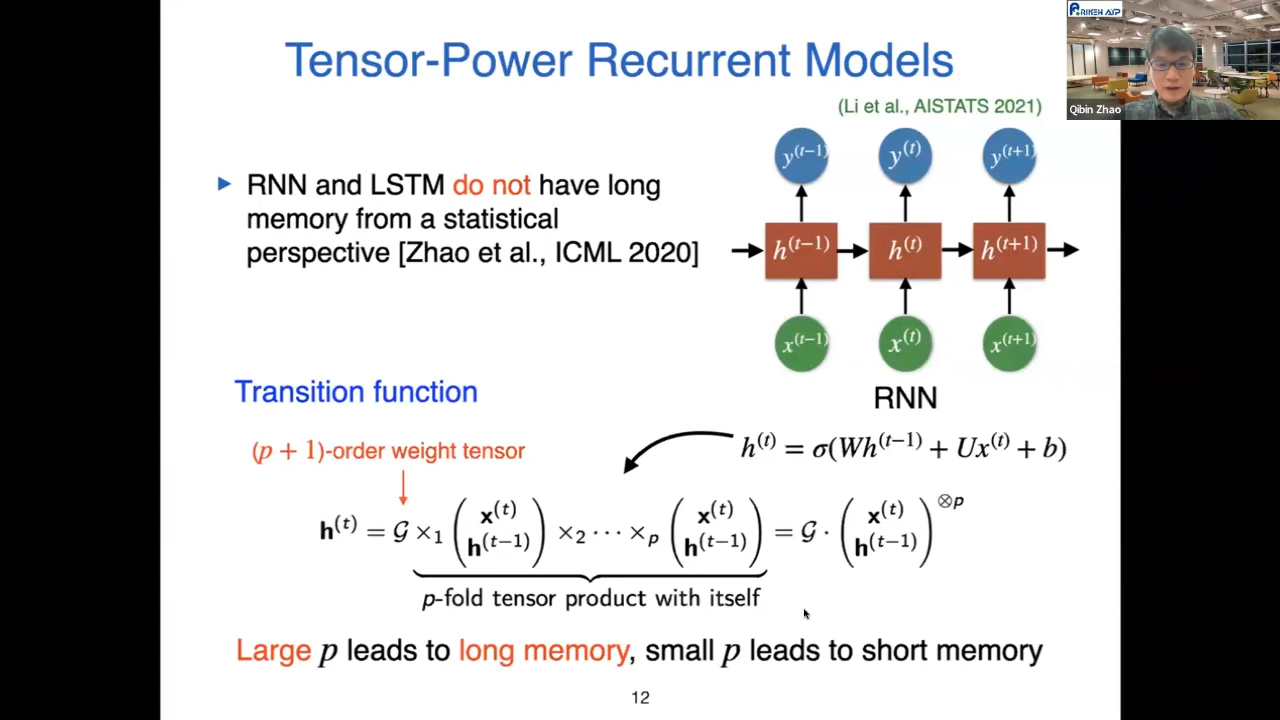 Tensor-Power Recurrent Models
RIKEN AIP
Qibin Zhao
(Li et al., AISTATS 2021)
▶ RNN and LSTM do not have long
memory from a statistical
perspective [Zhao et al., ICML 2020]
y^{(t−1)} y^{(t)} y^{(t+1)}
h^{(t−1)} h^{(t)} h^{(t+1)}
x^{(t−1)} x^{(t)} x^{(t+1)}
RNN
Transition function
h^{(t)} = σ(Wh^{(t−1)} + Ux^{(t)} + b)
(p + 1)-order weight tensor
h^{(t)} = 𝒢 ×₁ (x^{(t)} h^{(t−1)}) ×₂ ⋯ ×ₚ (x^{(t)} h^{(t−1)}) = 𝒢 · (x^{(t)} h^{(t−1)})^{⊗p}
p-fold tensor product with itself
Large p leads to long memory, small p leads to short memory
12